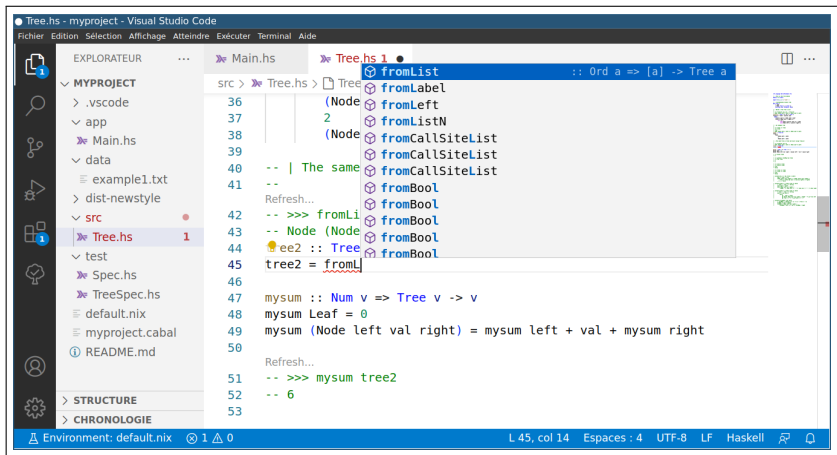 Tree.hs - myproject - Visual Studio Code
Fichier Edition Sélection Affichage Atteindre Exécuter Terminal Aide
EXPLORATEUR ...
MYPROJECT
.vscode
app
Main.hs
data
example1.txt
dist-newstyle
src
Tree.hs 1
test
Spec.hs
TreeSpec.hs
default.nix
myproject.cabal
README.md
STRUCTURE
CHRONOLOGIE
1
1
Main.hs
Tree.hs 1
src > Tree.hs > Tree
36 (Node
37 2
38 (Node
39
40 -- | The same
41 --
Refresh...
42 -- >>> fromLi
43 -- Node (Node
44 tree2 :: Tree
45 tree2 = fromL
46
47 mysum :: Num v => Tree v -> v
48 mysum Leaf = 0
49 mysum (Node left val right) = mysum left + val + mysum right
50
Refresh...
51 -- >>> mysum tree2
52 -- 6
53
fromList :: Ord a => [a] -> Tree a
fromLabel
fromLeft
fromListN
fromCallSiteList
fromCallSiteList
fromCallSiteList
fromBool
fromBool
fromBool
fromBool
fromBool
Environment: default.nix 1 0 L 45, col 14 Espaces : 4 UTF-8 LF Haskell